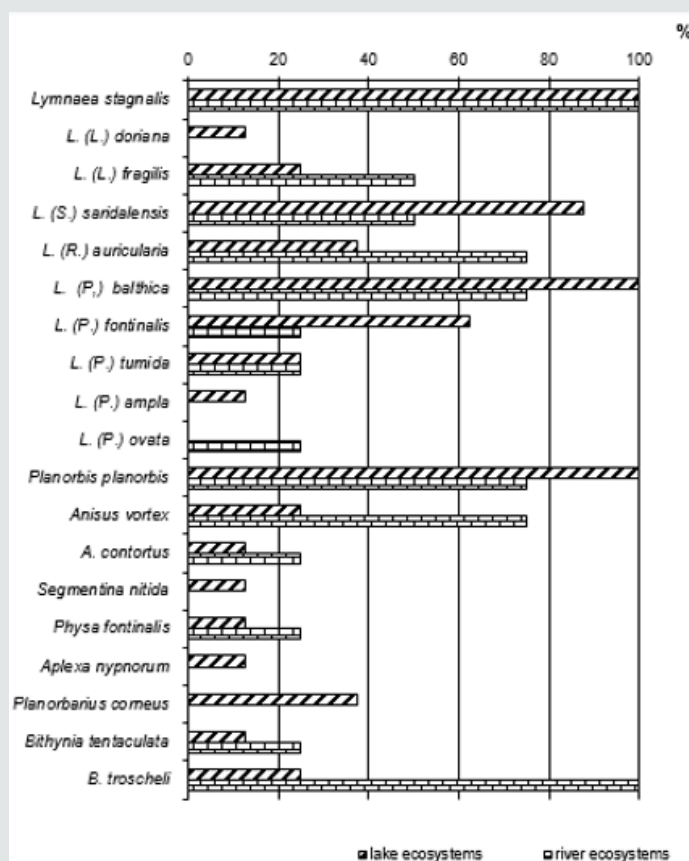 %
0 20 40 60 80 100
Lymnaea stagnalis
L. (L.) doriana
L. (L.) fragilis
L. (S.) saridalensis
L. (R.) auricularia
L. (P,) balthica
L. (P.) fontinalis
L. (P.) tumida
L. (P.) ampla
L. (P.) ovata
Planorbis planorbis
Anisus vortex
A. contortus
Segmentina nitida
Physa fontinalis
Aplexa nypnorum
Planorbarius corneus
Bithynia tentaculata
B. troscheli
lake ecosystems river ecosystems